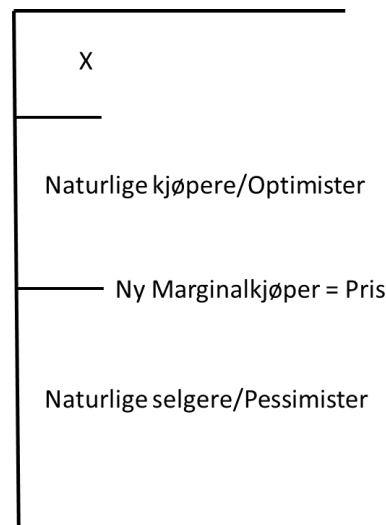 X
Naturlige kjøpere/Optimister
Ny Marginalkjøper = Pris
Naturlige selgere/Pessimister